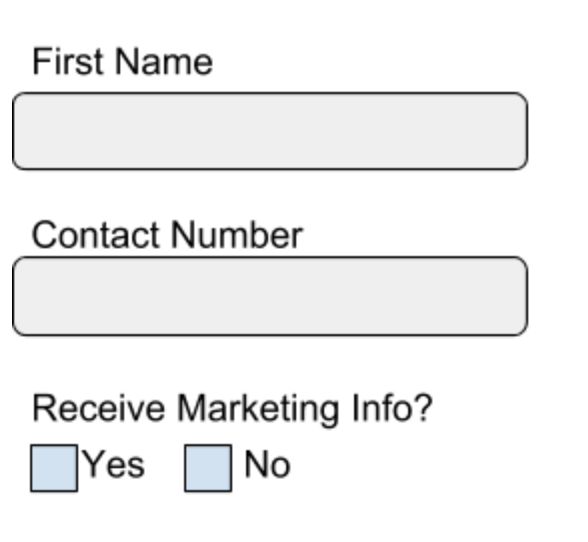 First Name
Contact Number
Receive Marketing Info?
Yes No